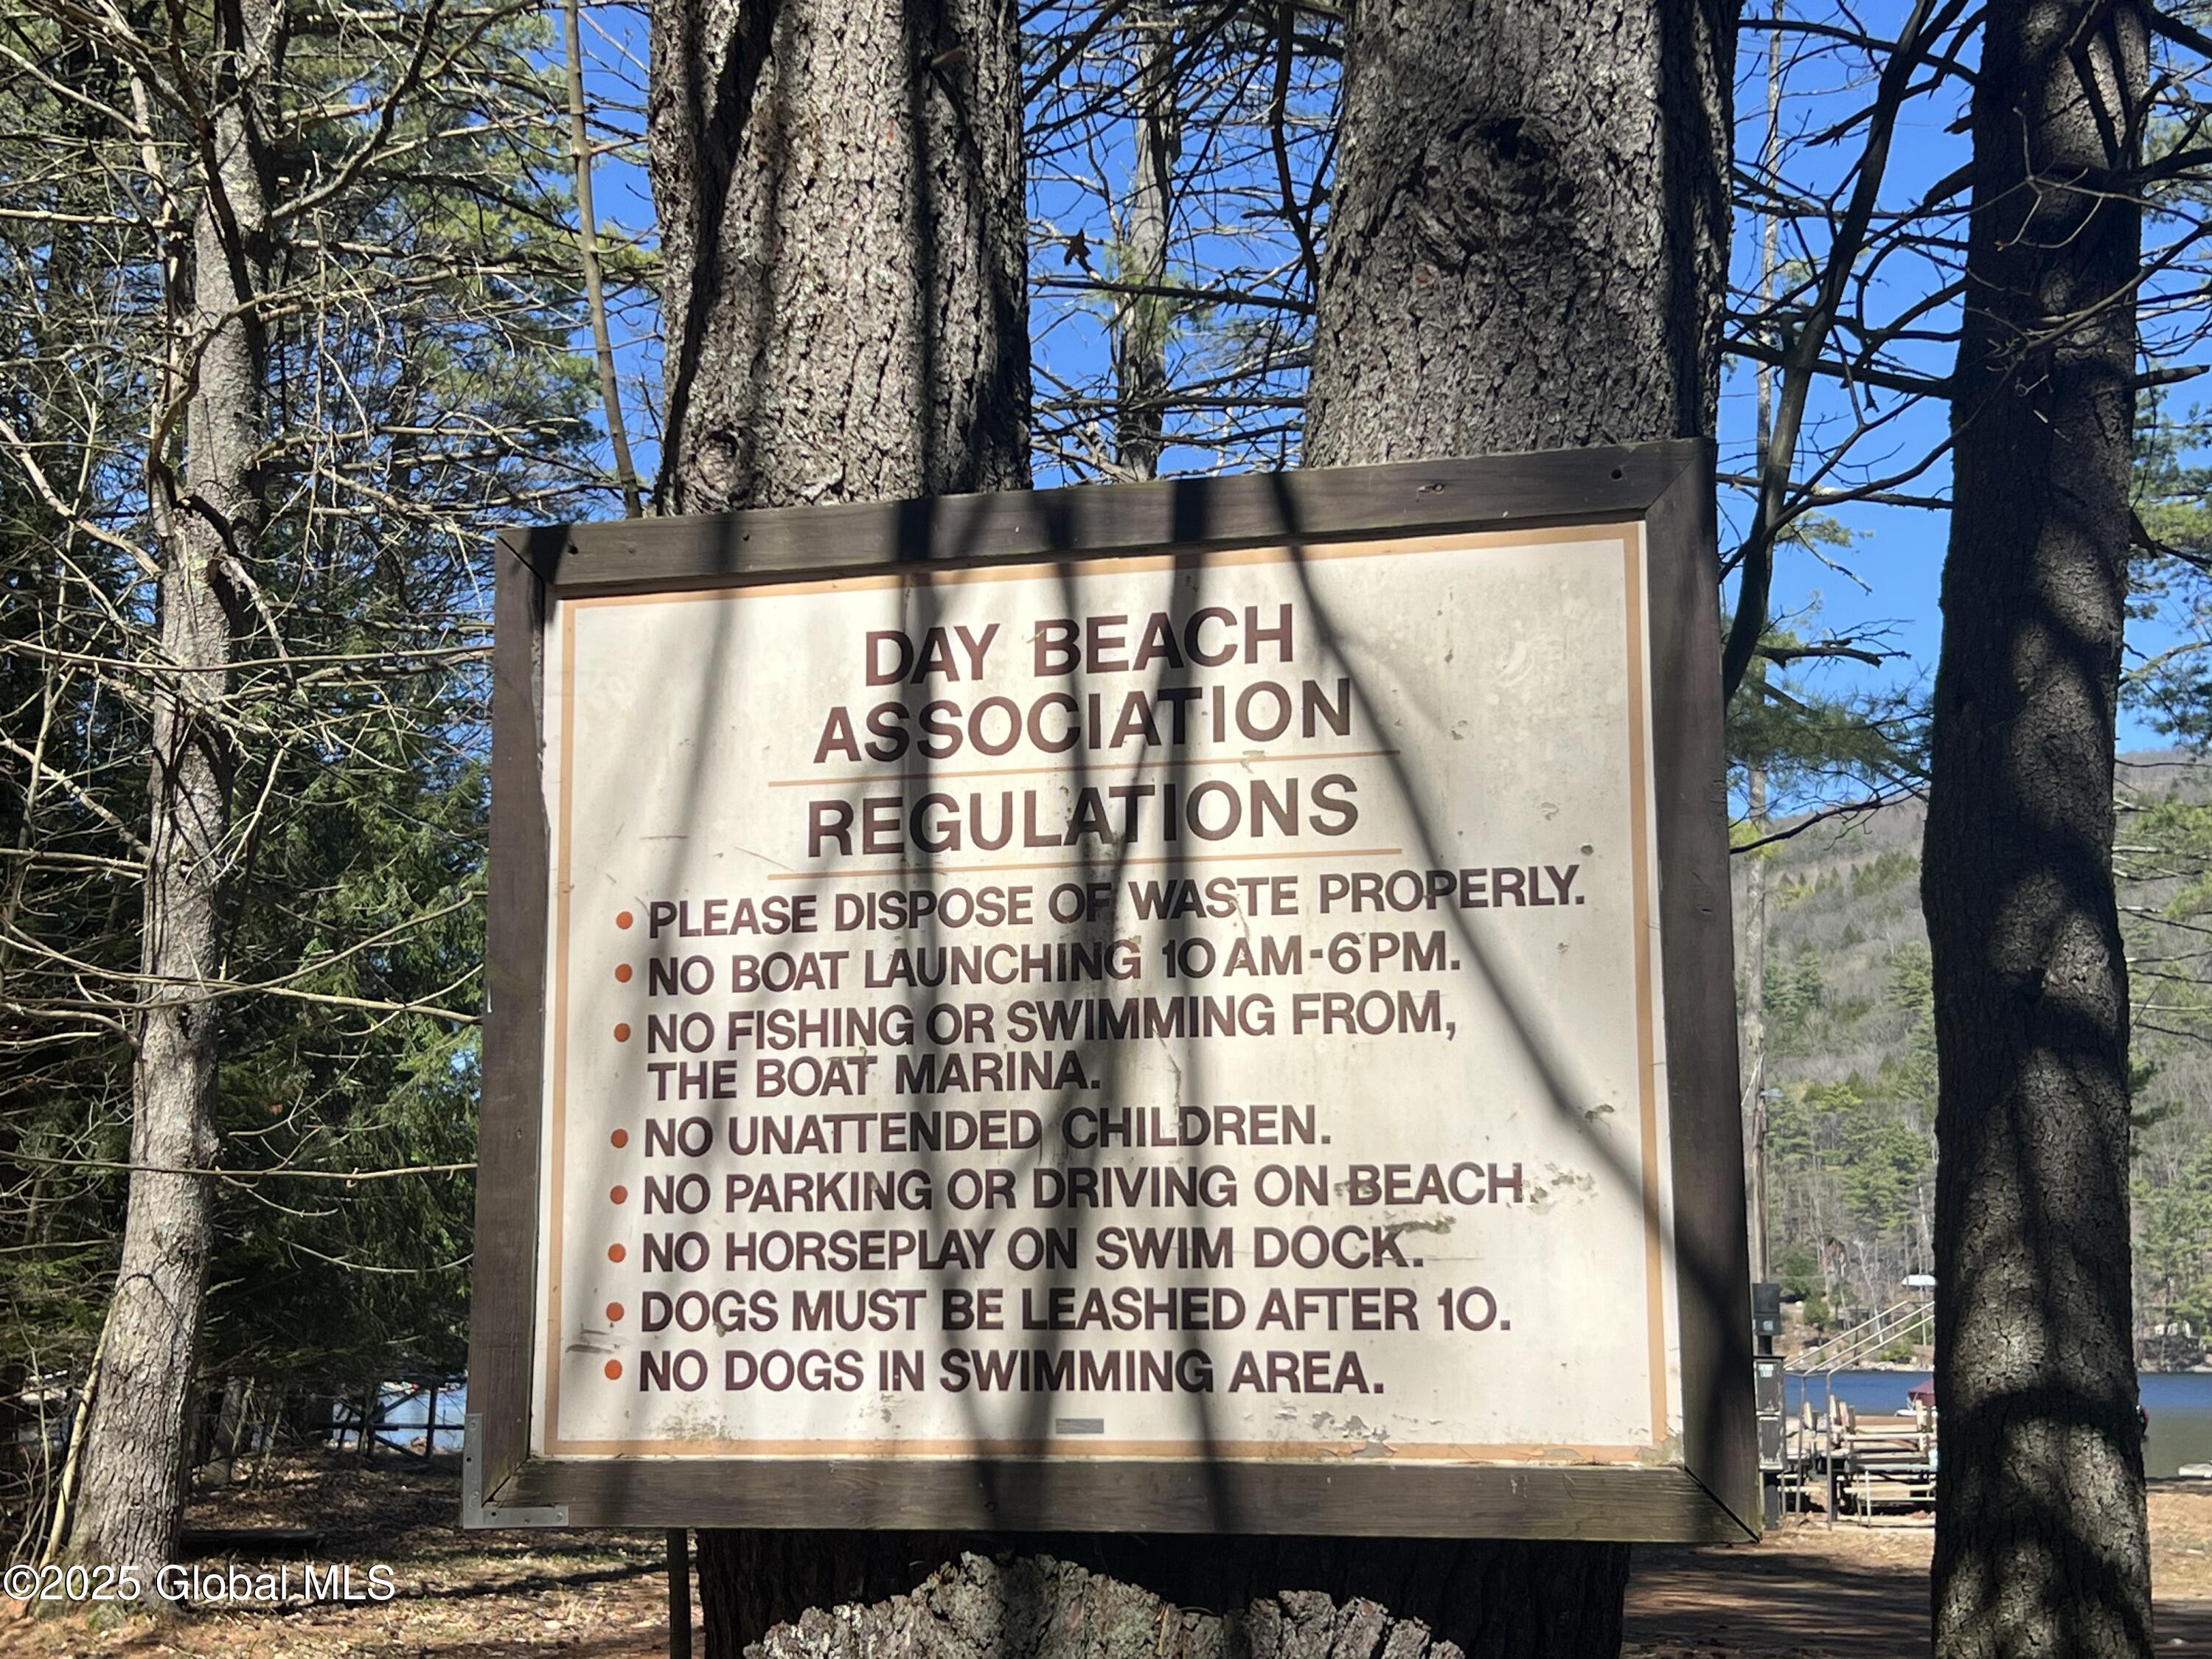 DAY BEACH
ASSOCIATION
REGULATIONS
• PLEASE DISPOSE OF WASTE PROPERLY.
• NO BOAT LAUNCHING 10 AM-6PM.
• NO FISHING OR SWIMMING FROM,
THE BOAT MARINA.
• NO UNATTENDED CHILDREN.
• NO PARKING OR DRIVING ON BEACH.
• NO HORSEPLAY ON SWIM DOCK.
• DOGS MUST BE LEASHED AFTER 10.
• NO DOGS IN SWIMMING AREA.
©2025 Global MLS